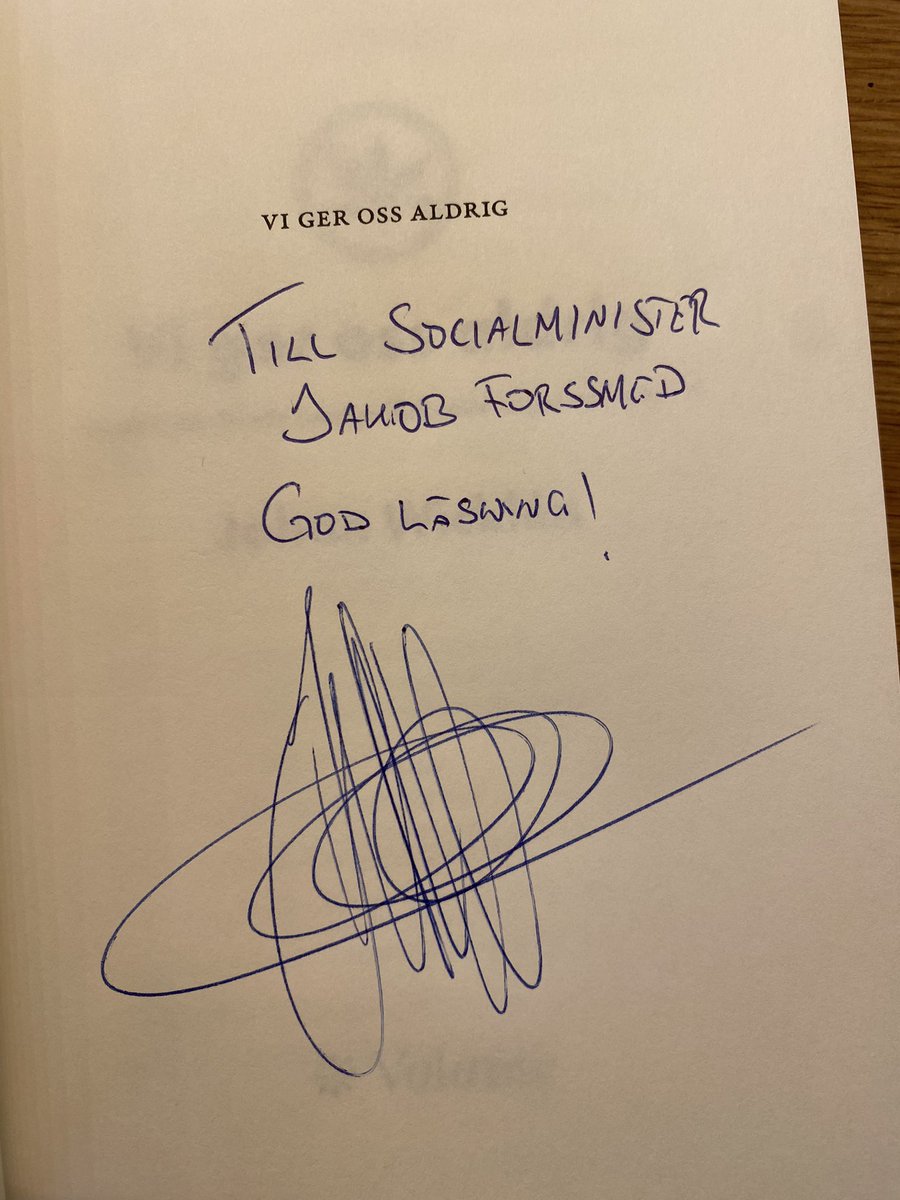 VI GER OSS ALDRIG
TILL SOCIALMINISTER
JAKOB FORSSMED
GOD LÄSNING!